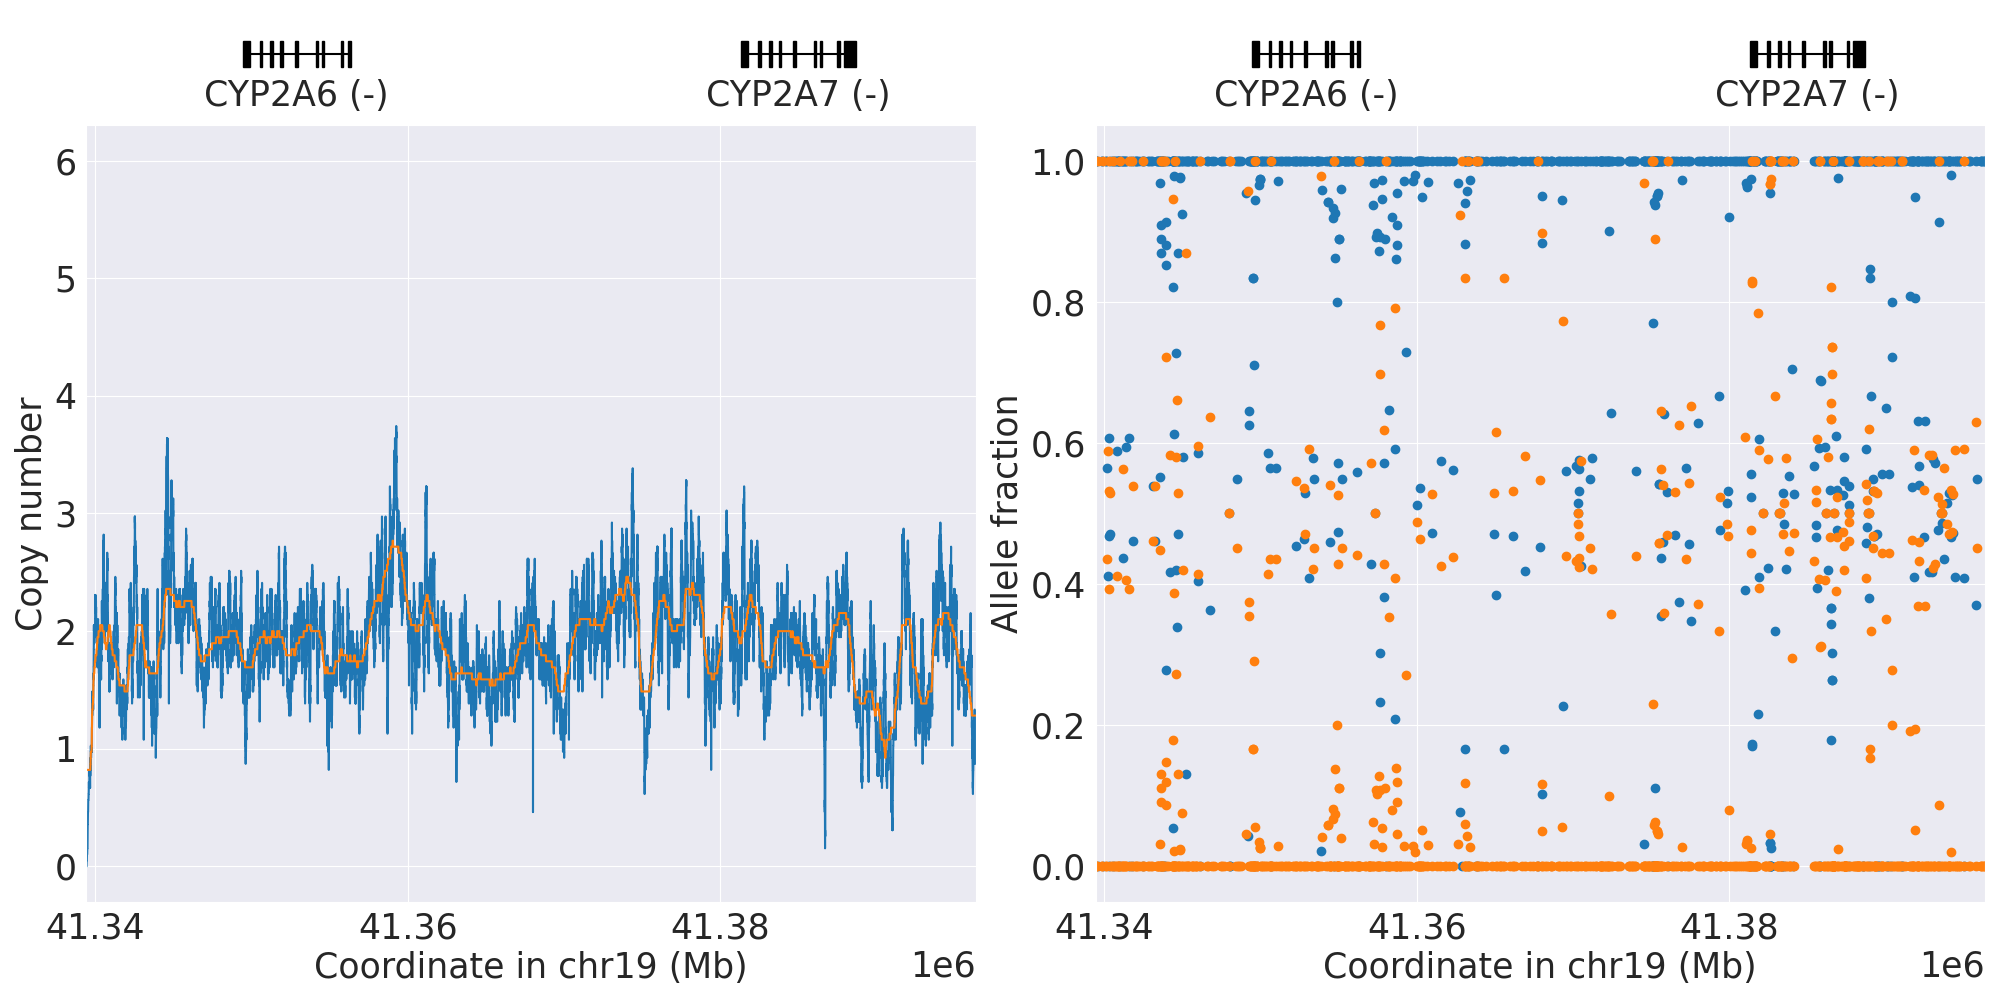 CYP2A6 (-)
CYP2A7 (-)
6
5
4
3
2
1
0
Copy number
41.34
41.36
41.38
Coordinate in chr19 (Mb)
1e6
CYP2A6 (-)
CYP2A7 (-)
1.0
0.8
0.6
0.4
0.2
0.0
Allele fraction
41.34
41.36
41.38
Coordinate in chr19 (Mb)
1e6